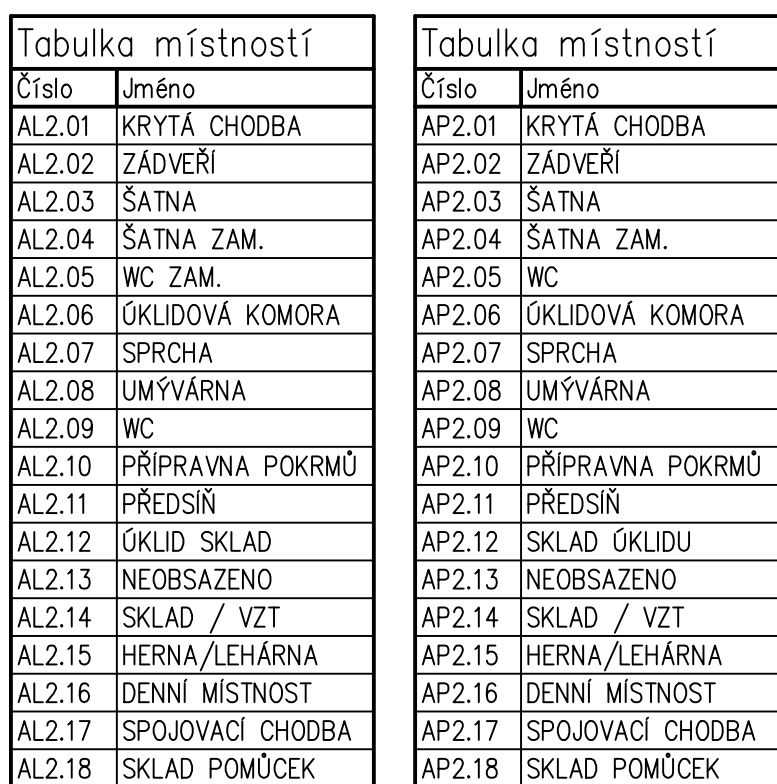 Tabulka místností
Číslo Jméno
AL2.01 KRYTÁ CHODBA
AL2.02 ZÁDVEŘÍ
AL2.03 ŠATNA
AL2.04 ŠATNA ZAM.
AL2.05 WC ZAM.
AL2.06 ÚKLIDOVÁ KOMORA
AL2.07 SPRCHA
AL2.08 UMÝVÁRNA
AL2.09 WC
AL2.10 PŘÍPRAVNA POKRMŮ
AL2.11 PŘEDSÍŇ
AL2.12 ÚKLID SKLAD
AL2.13 NEOBSAZENO
AL2.14 SKLAD / VZT
AL2.15 HERNA/LEHÁRNA
AL2.16 DENNÍ MÍSTNOST
AL2.17 SPOJOVACÍ CHODBA
AL2.18 SKLAD POMŮCEK
Tabulka místností
Číslo Jméno
AP2.01 KRYTÁ CHODBA
AP2.02 ZÁDVEŘÍ
AP2.03 ŠATNA
AP2.04 ŠATNA ZAM.
AP2.05 WC
AP2.06 ÚKLIDOVÁ KOMORA
AP2.07 SPRCHA
AP2.08 UMÝVÁRNA
AP2.09 WC
AP2.10 PŘÍPRAVNA POKRMŮ
AP2.11 PŘEDSÍŇ
AP2.12 SKLAD ÚKLIDU
AP2.13 NEOBSAZENO
AP2.14 SKLAD / VZT
AP2.15 HERNA/LEHÁRNA
AP2.16 DENNÍ MÍSTNOST
AP2.17 SPOJOVACÍ CHODBA
AP2.18 SKLAD POMŮCEK